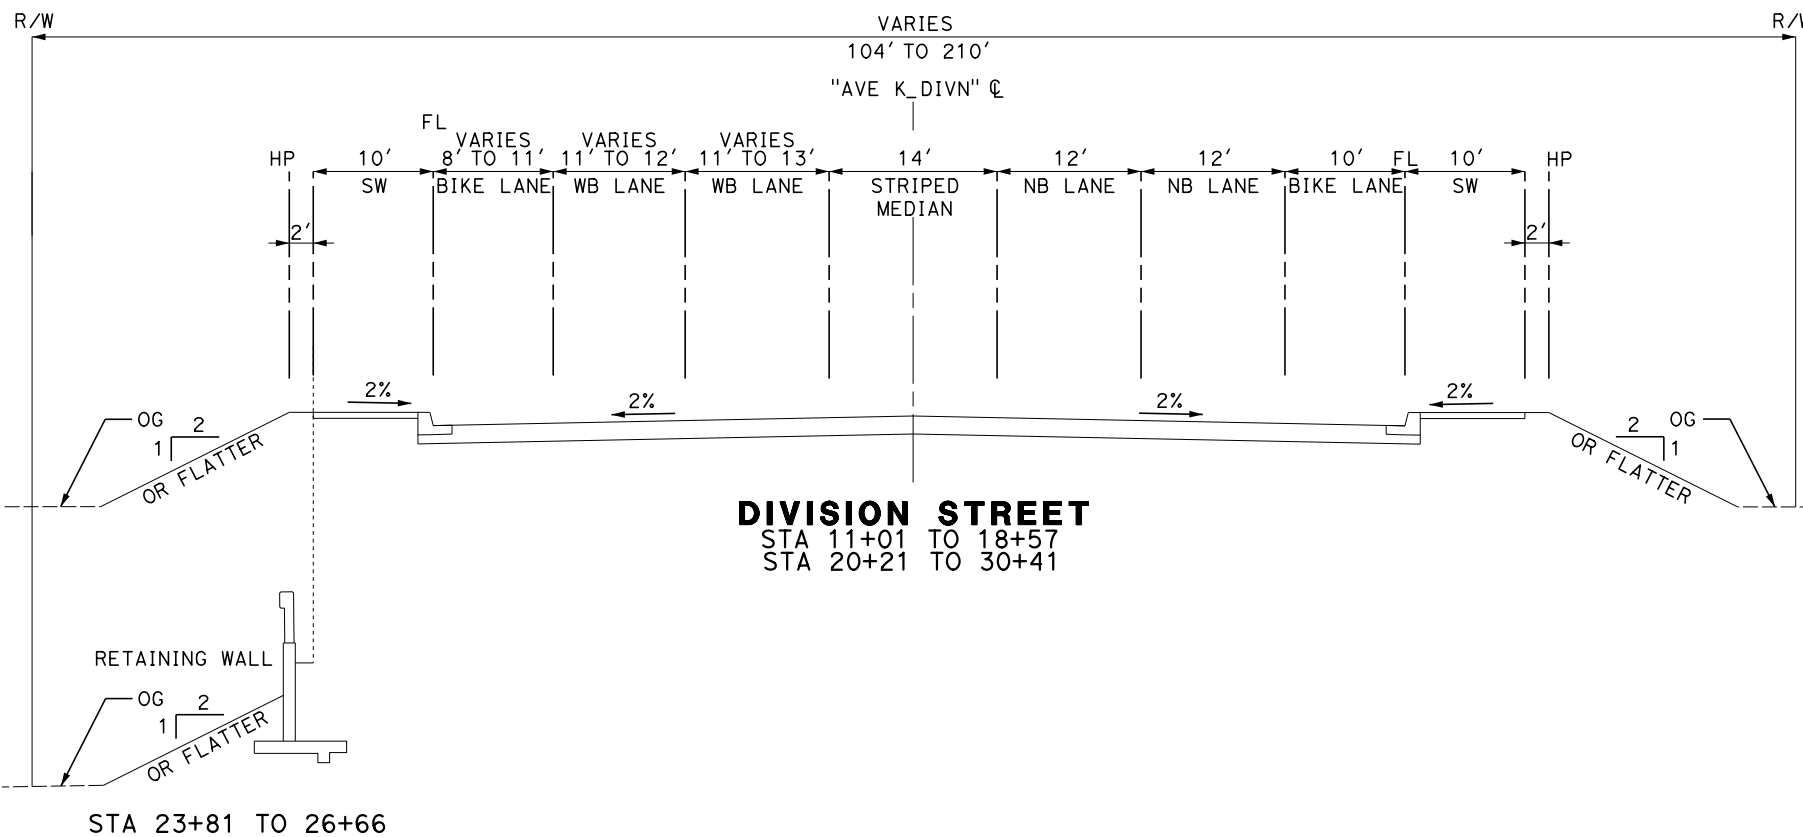 R/W
VARIES
R/W
104' TO 210'
"AVE K_DIVN" ℄
FL
VARIES VARIES VARIES
HP 10' 8' TO 11' 11' TO 12' 11' TO 13' 14' 12' 12' 10' FL 10' HP
SW BIKE LANE WB LANE WB LANE STRIPED NB LANE NB LANE BIKE LANE SW
MEDIAN
2' 2'
2% 2% 2% 2%
OG 2 2 OG
1 1
OR FLATTER OR FLATTER
DIVISION STREET
STA 11+01 TO 18+57
STA 20+21 TO 30+41
RETAINING WALL
OG 2
1
OR FLATTER
STA 23+81 TO 26+66